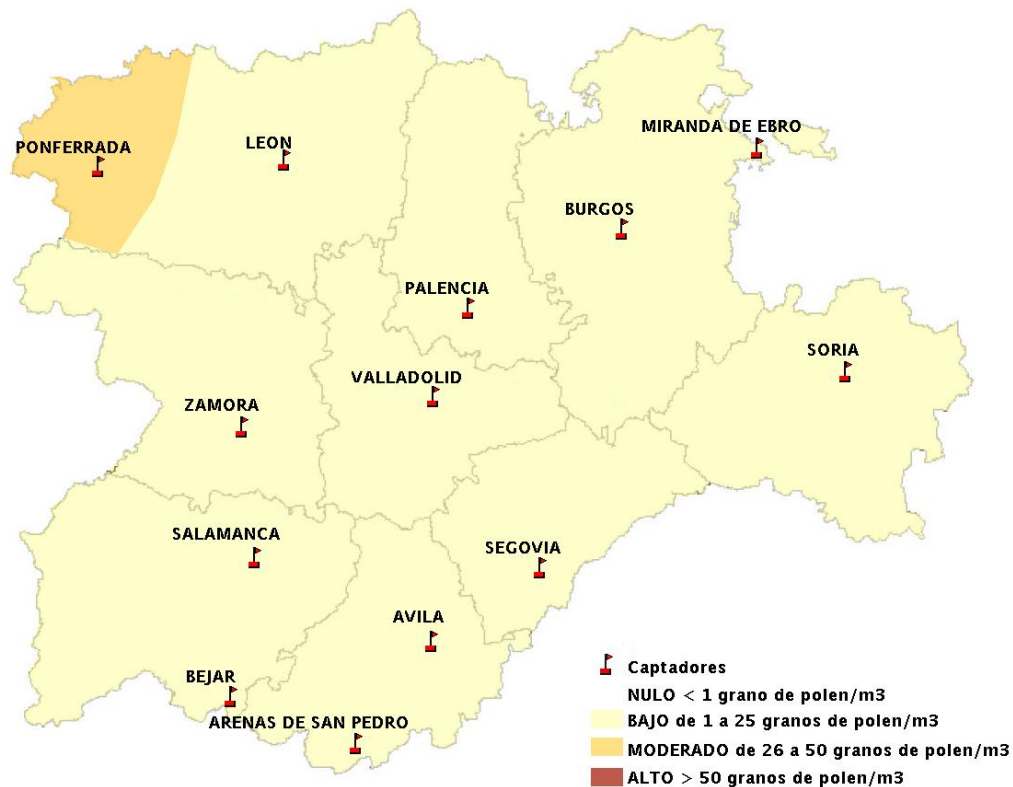 MIRANDA DE EBRO
PONFERRADA
LEON
BURGOS
PALENCIA
SORIA
VALLADOLID
ZAMORA
SALAMANCA
SEGOVIA
AVILA
BEJAR
ARENAS DE SAN PEDRO
Captadores
NULO < 1 grano de polen/m3
BAJO de 1 a 25 granos de polen/m3
MODERADO de 26 a 50 granos de polen/m3
ALTO > 50 granos de polen/m3